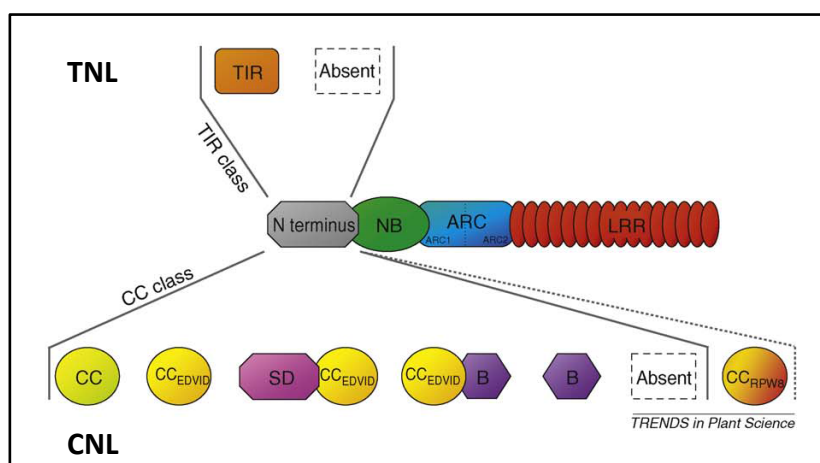 TNL
TIR
Absent
TIR class
N terminus
NB
ARC
ARC1
ARC2
LRR
CC class
CC
CCEDVID
SD
CCEDVID
CCEDVID
B
B
Absent
CCRPW8
TRENDS in Plant Science
CNL